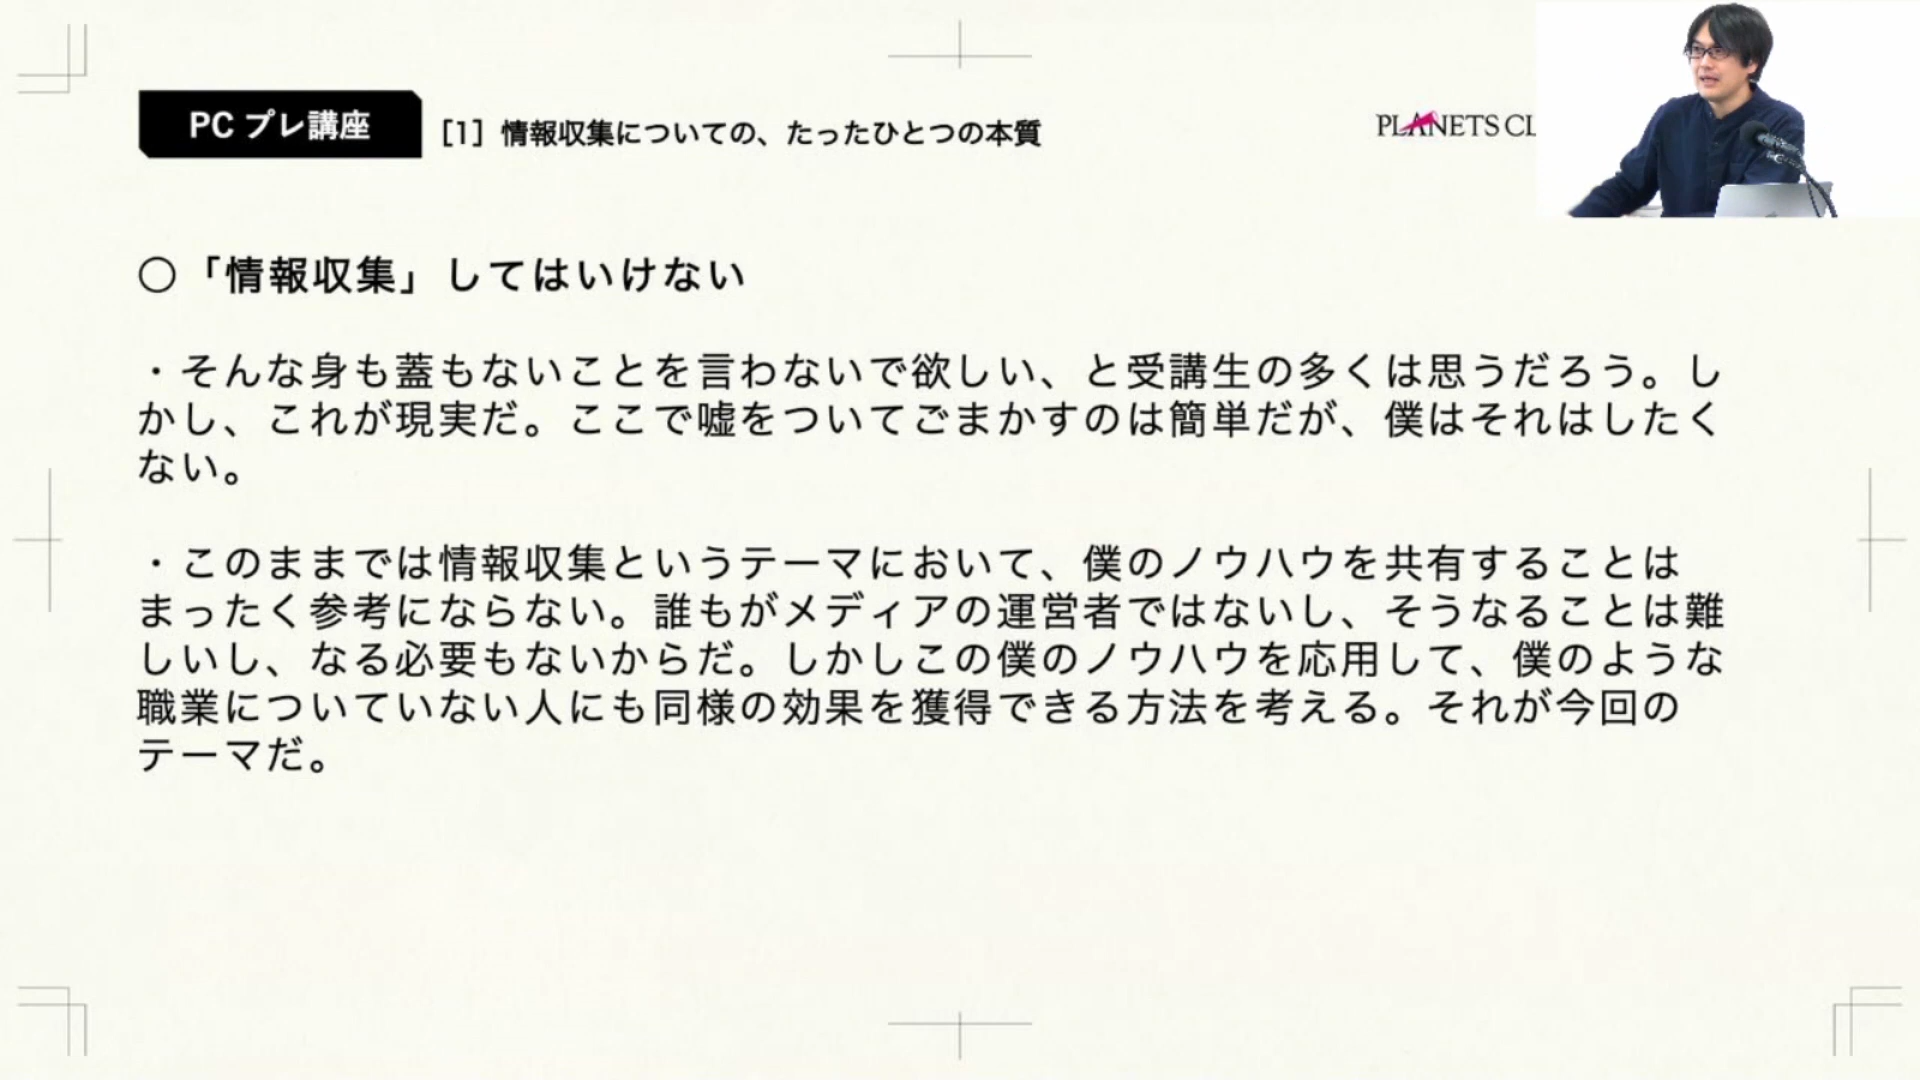 PC プレ講座
［1］情報収集についての、たったひとつの本質
PLANETS CL
○「情報収集」してはいけない
・そんな身も蓋もないことを言わないで欲しい、と受講生の多くは思うだろう。し
かし、これが現実だ。ここで嘘をついてごまかすのは簡単だが、僕はそれはしたく
ない。
・このままでは情報収集というテーマにおいて、僕のノウハウを共有することは
まったく参考にならない。誰もがメディアの運営者ではないし、そうなることは難
しいし、なる必要もないからだ。しかしこの僕のノウハウを応用して、僕のような
職業についていない人にも同様の効果を獲得できる方法を考える。それが今回の
テーマだ。